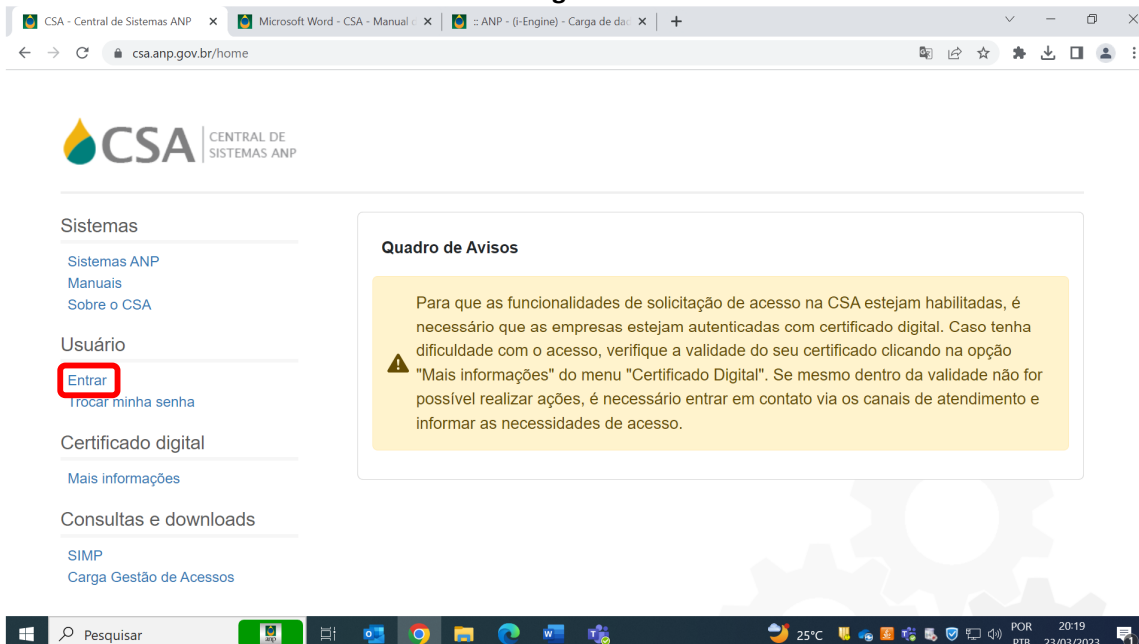 CSA - Central de Sistemas ANP
Microsoft Word - CSA - Manual d
:: ANP - (i-Engine) - Carga de dad
csa.anp.gov.br/home
CSA
CENTRAL DE
SISTEMAS ANP
Sistemas
Sistemas ANP
Manuais
Sobre o CSA
Usuário
Entrar
Trocar minha senha
Certificado digital
Mais informações
Consultas e downloads
SIMP
Carga Gestão de Acessos
Quadro de Avisos
Para que as funcionalidades de solicitação de acesso na CSA estejam habilitadas, é
necessário que as empresas estejam autenticadas com certificado digital. Caso tenha
dificuldade com o acesso, verifique a validade do seu certificado clicando na opção
"Mais informações" do menu "Certificado Digital". Se mesmo dentro da validade não for
possível realizar ações, é necessário entrar em contato via os canais de atendimento e
informar as necessidades de acesso.
Pesquisar
anp
25°C
POR
PTB
20:19
23/03/2023